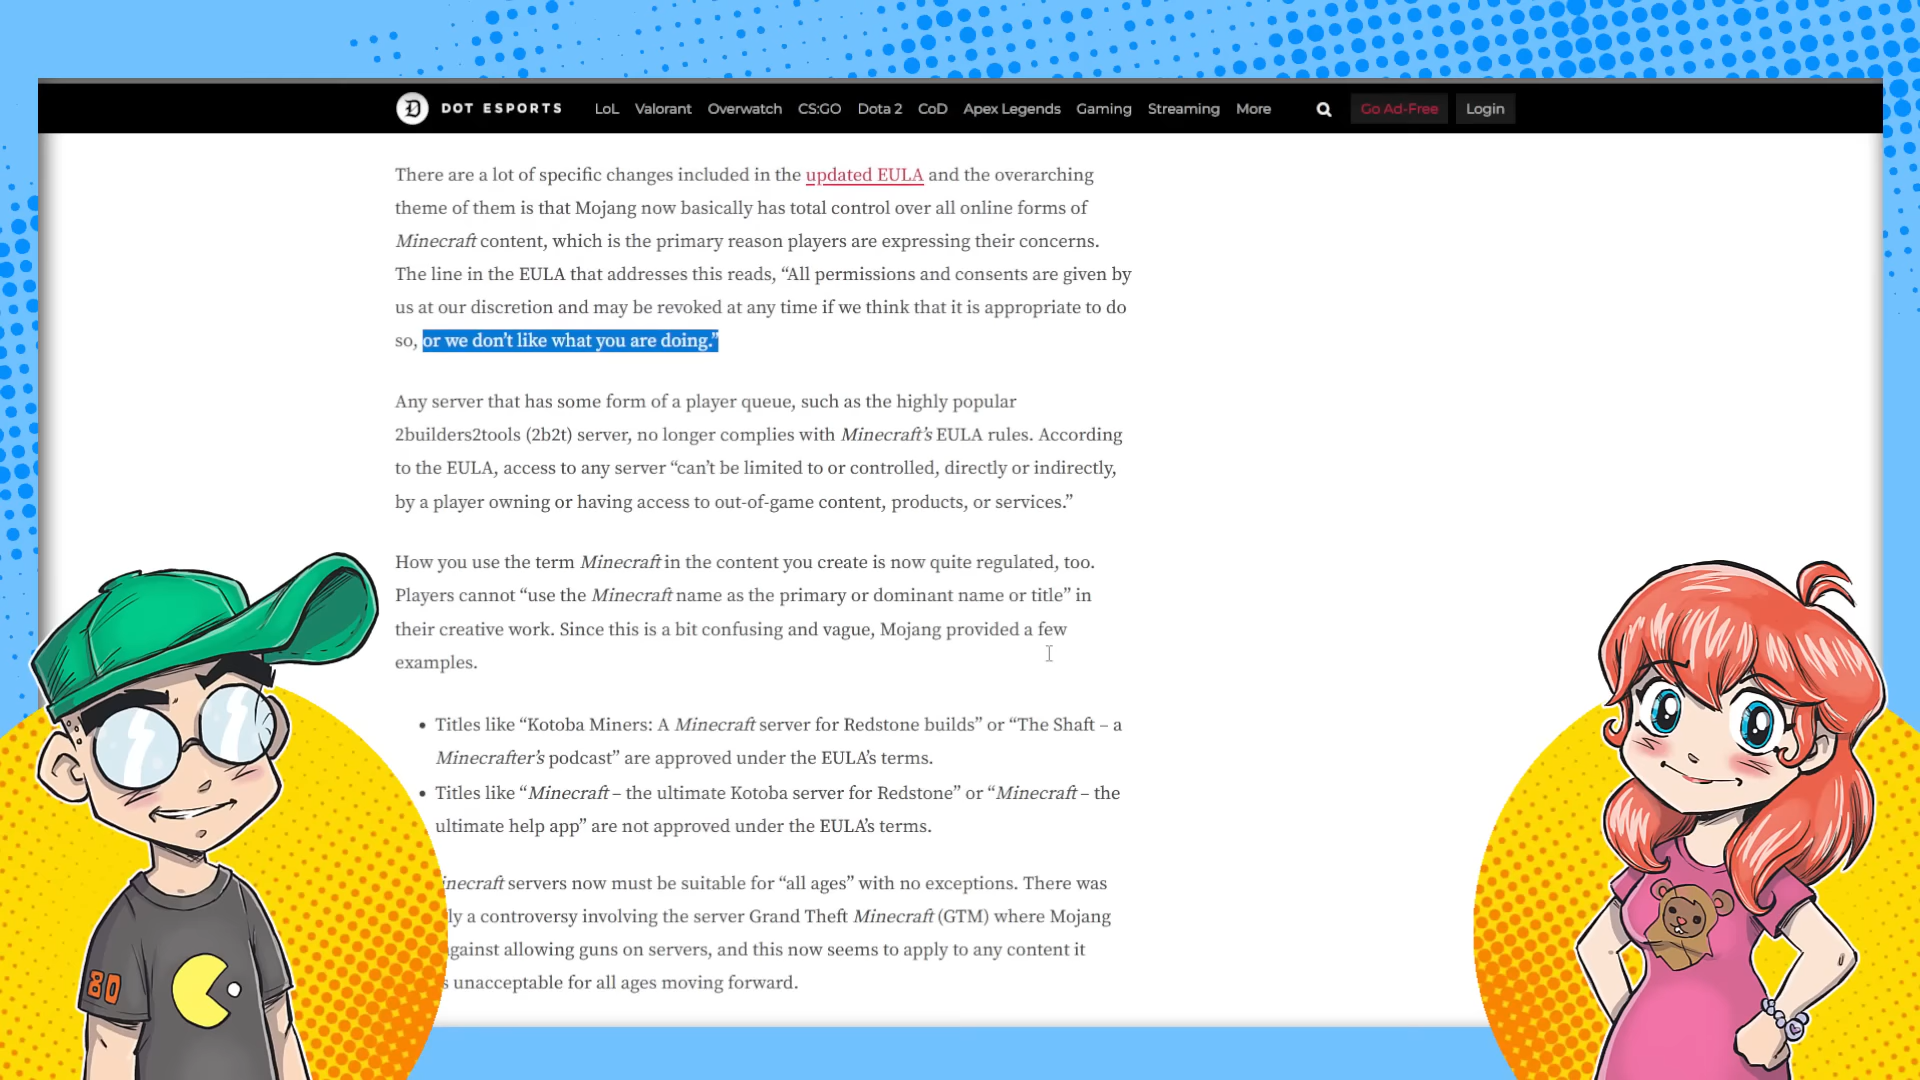 DOT ESPORTS LoL Valorant Overwatch CS:GO Dota 2 CoD Apex Legends Gaming Streaming More Go Ad-Free Login
There are a lot of specific changes included in the updated EULA and the overarching
theme of them is that Mojang now basically has total control over all online forms of
Minecraft content, which is the primary reason players are expressing their concerns.
The line in the EULA that addresses this reads, “All permissions and consents are given by
us at our discretion and may be revoked at any time if we think that it is appropriate to do
so, or we don’t like what you are doing.”
Any server that has some form of a player queue, such as the highly popular
2builders2tools (2b2t) server, no longer complies with Minecraft’s EULA rules. According
to the EULA, access to any server “can’t be limited to or controlled, directly or indirectly,
by a player owning or having access to out-of-game content, products, or services.”
How you use the term Minecraft in the content you create is now quite regulated, too.
Players cannot “use the Minecraft name as the primary or dominant name or title” in
their creative work. Since this is a bit confusing and vague, Mojang provided a few
examples.
• Titles like “Kotoba Miners: A Minecraft server for Redstone builds” or “The Shaft – a
Minecrafter’s podcast” are approved under the EULA’s terms.
• Titles like “Minecraft – the ultimate Kotoba server for Redstone” or “Minecraft – the
ultimate help app” are not approved under the EULA’s terms.
inecraft servers now must be suitable for “all ages” with no exceptions. There was
ly a controversy involving the server Grand Theft Minecraft (GTM) where Mojang
against allowing guns on servers, and this now seems to apply to any content it
s unacceptable for all ages moving forward.
80